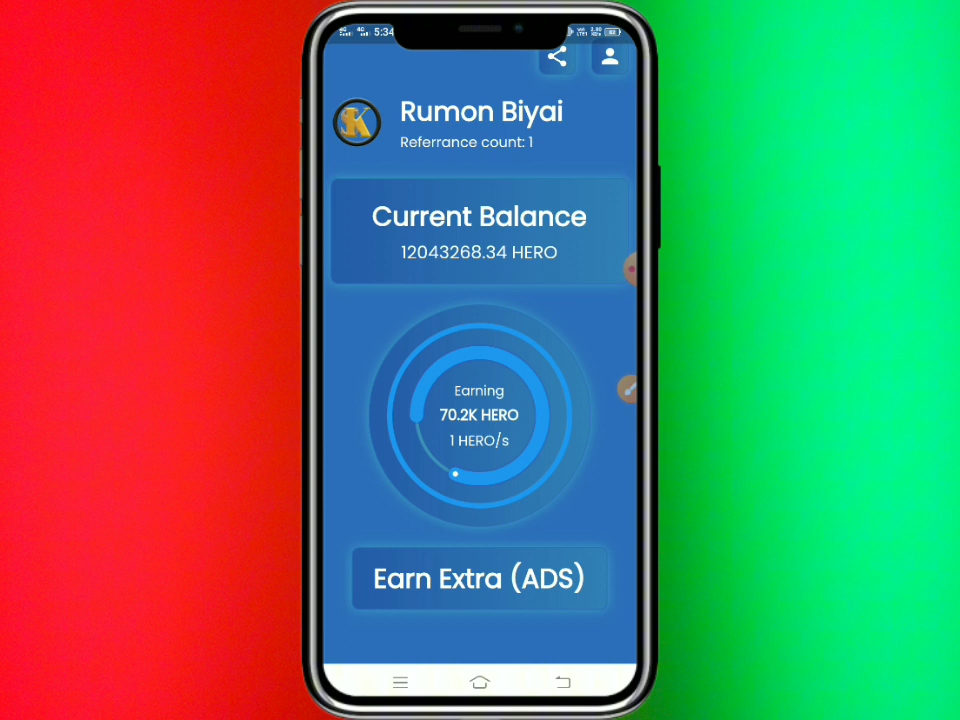 5:34
Rumon Biyai
Referrance count: 1
Current Balance
12043268.34 HERO
Earning
70.2K HERO
1 HERO/s
Earn Extra (ADS)